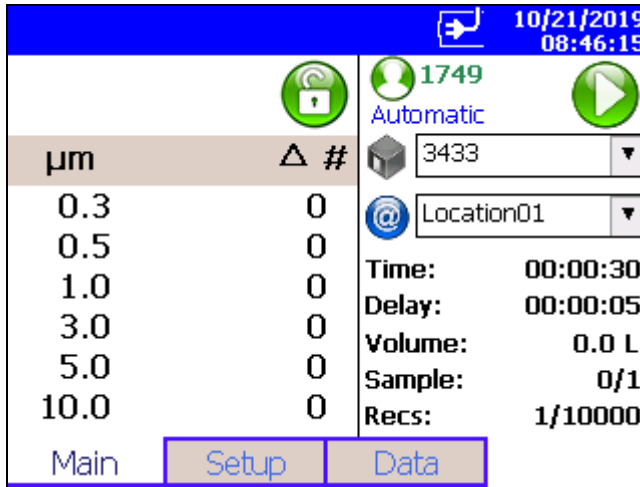 10/21/2019
08:46:15
1749
Automatic
µm Δ #
3433
0.3 0
Location01
0.5 0
Time: 00:00:30
1.0 0
Delay: 00:00:05
3.0 0
Volume: 0.0 L
5.0 0
Sample: 0/1
10.0 0
Recs: 1/10000
Main Setup Data